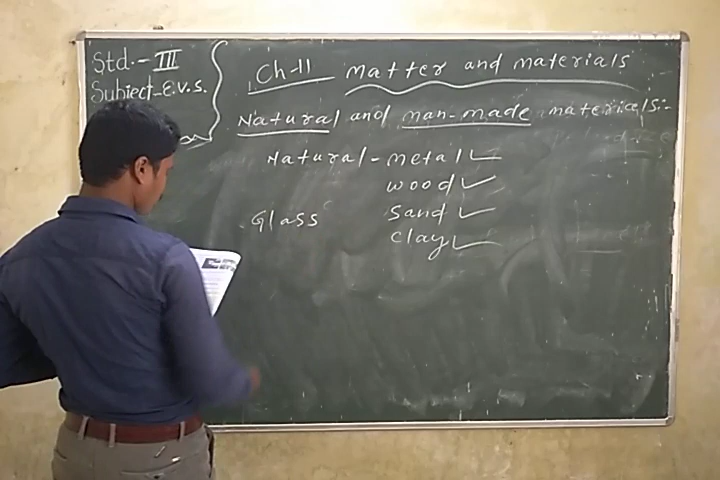 Std.- III
Subject-E.V.S.
Ch-11 Matter and materials
Natural and man-made materials:-
Natural - metal
wood
Glass sand
clay